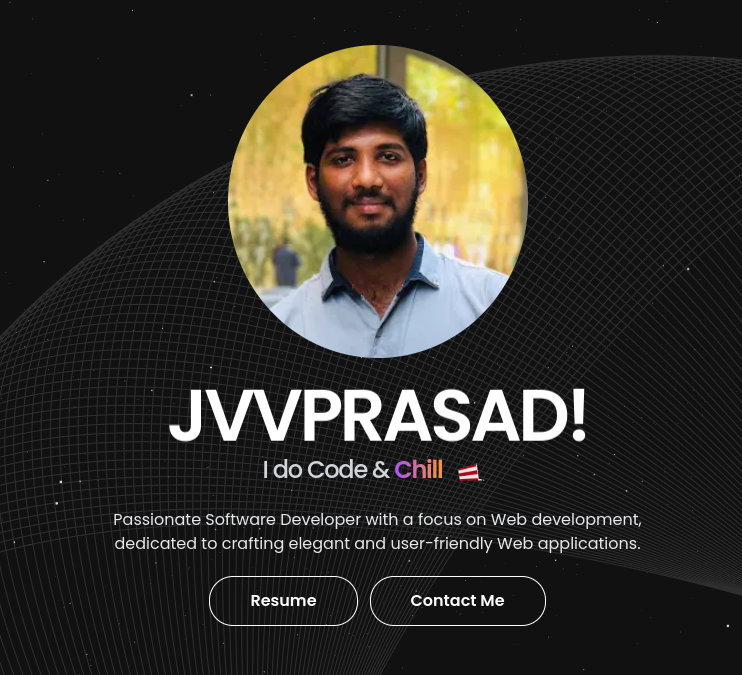 JVVPRASAD!
I do Code & Chill
Passionate Software Developer with a focus on Web development,
dedicated to crafting elegant and user-friendly Web applications.
Resume
Contact Me